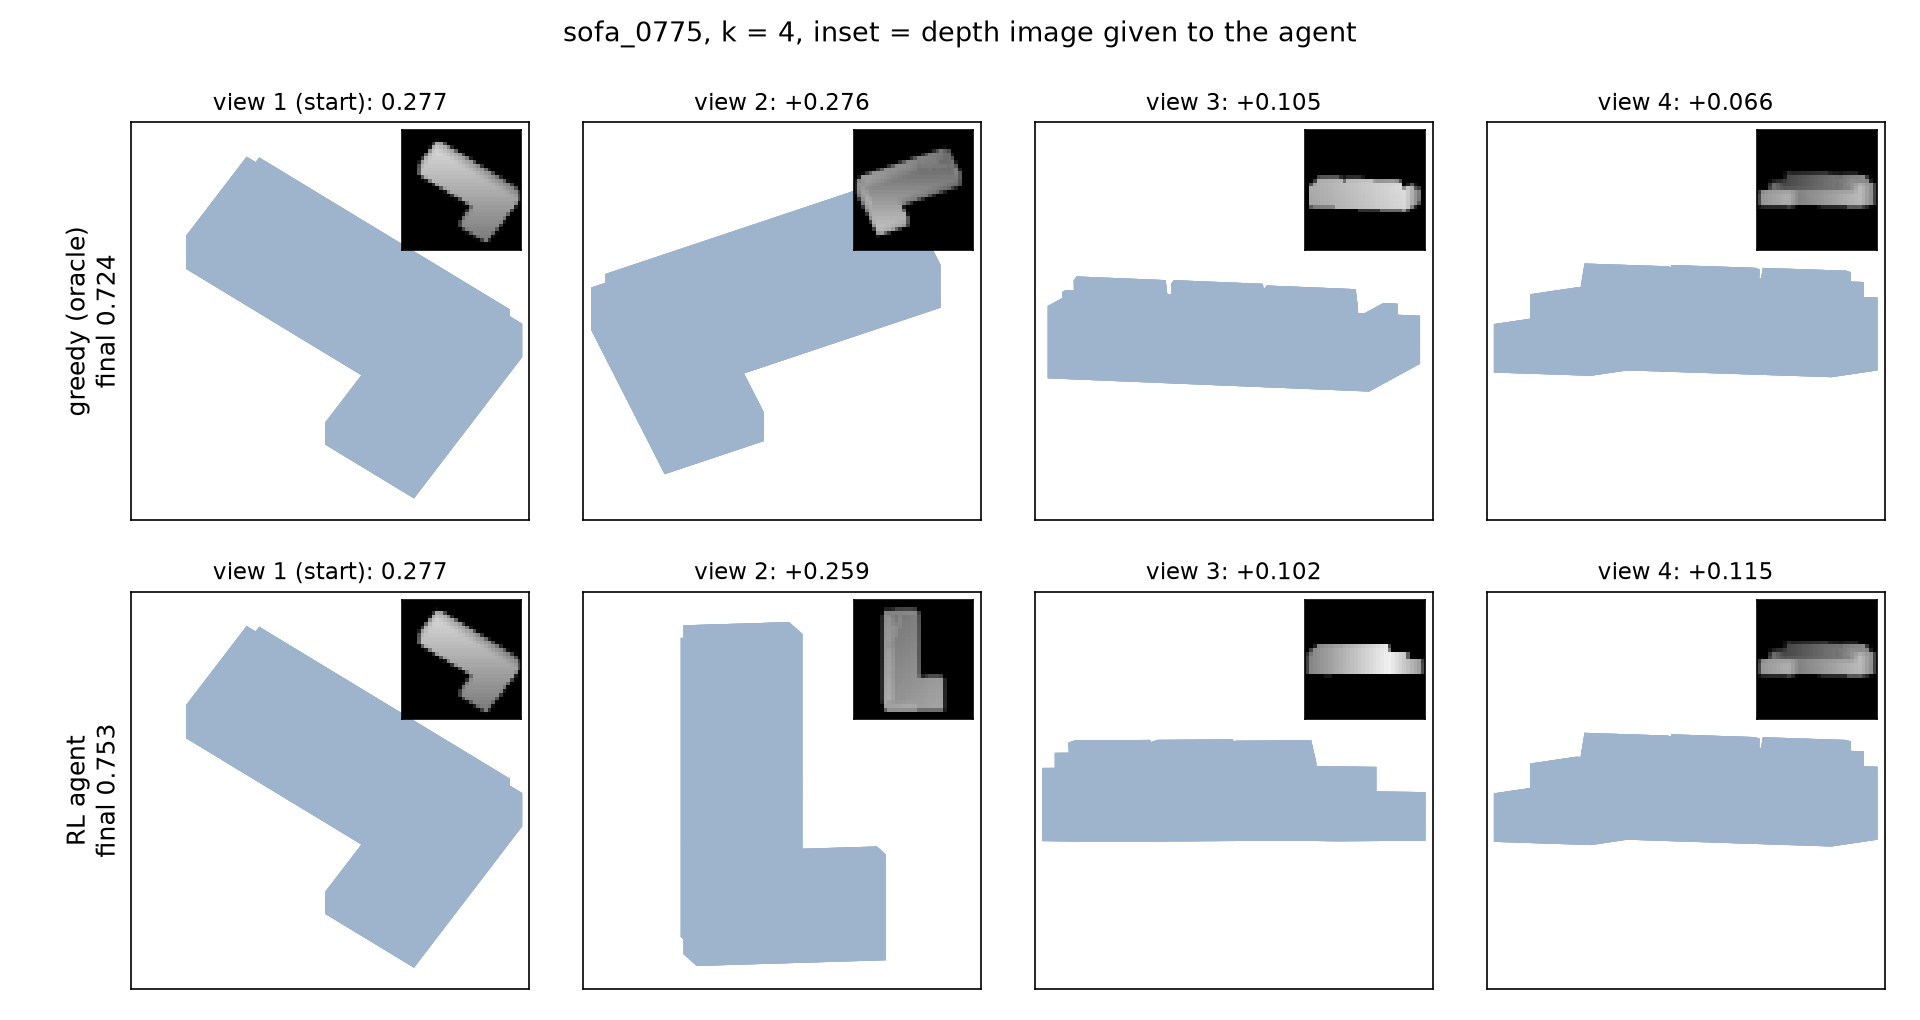 sofa_0775, k = 4, inset = depth image given to the agent
view 1 (start): 0.277
view 2: +0.276
view 3: +0.105
view 4: +0.066
greedy (oracle)
final 0.724
view 1 (start): 0.277
view 2: +0.259
view 3: +0.102
view 4: +0.115
RL agent
final 0.753